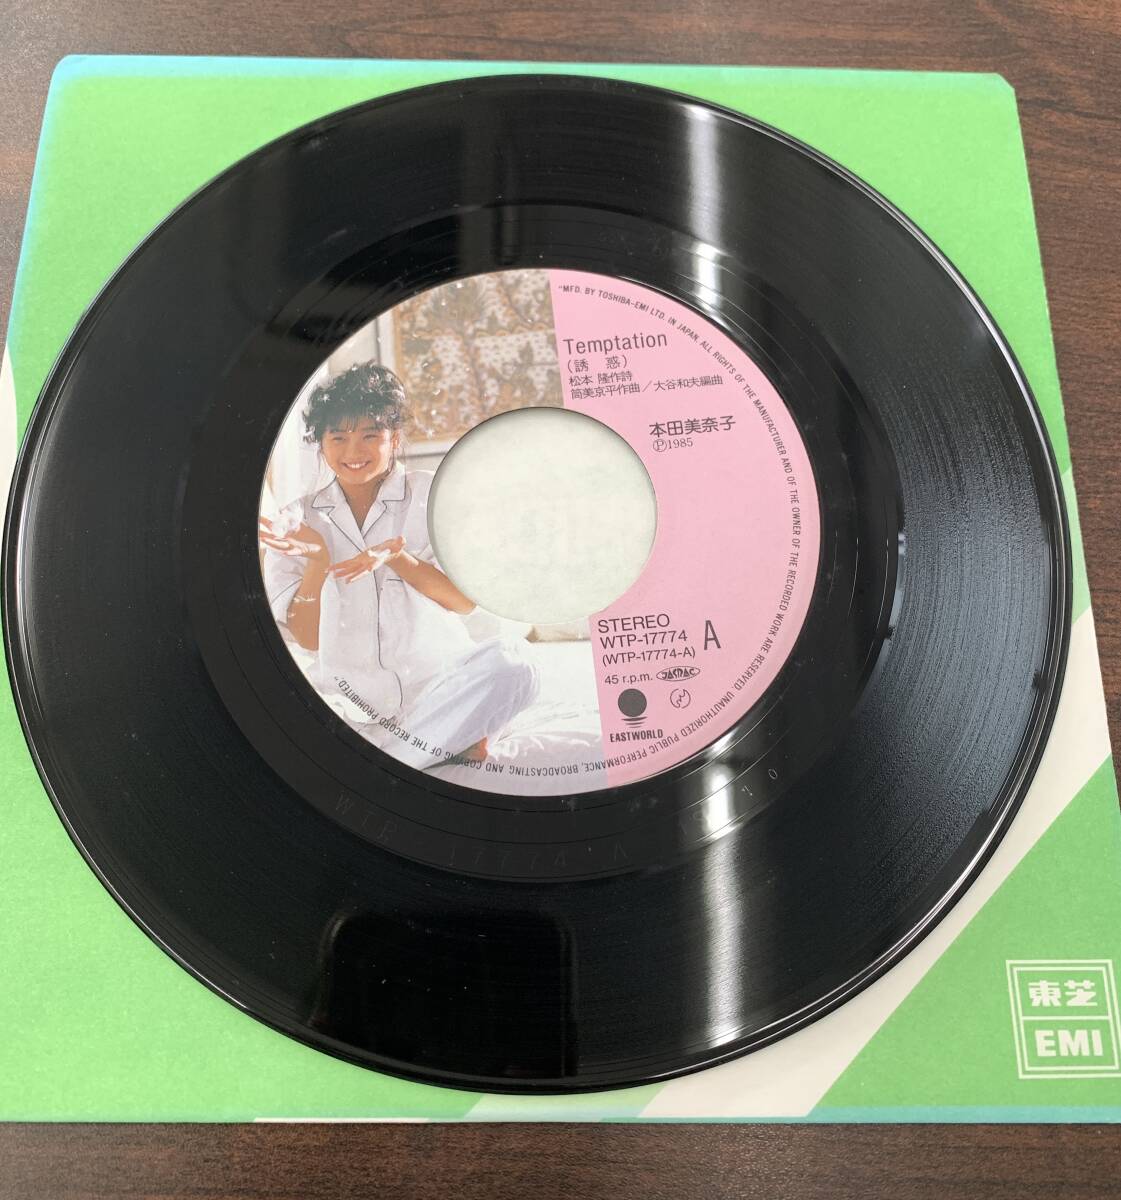 "MFD. BY TOSHIBA-EMI LTD. IN JAPAN. ALL RIGHTS OF THE MANUFACTURER AND OF THE OWNER OF THE RECORDED WORK ARE RESERVED. UNAUTHORIZED PUBLIC PERFORMANCE, BROADCASTING AND COPYING OF THE RECORD PROHIBITED."
Temptation
(誘惑)
松本 隆作詩
筒美京平作曲/大谷和夫編曲
本田美奈子
Ⓟ1985
STEREO
WTP-17774
(WTP-17774-A)
A
45 r.p.m.
JASRAC
EASTWORLD
WTP-17774 A
東芝
EMI